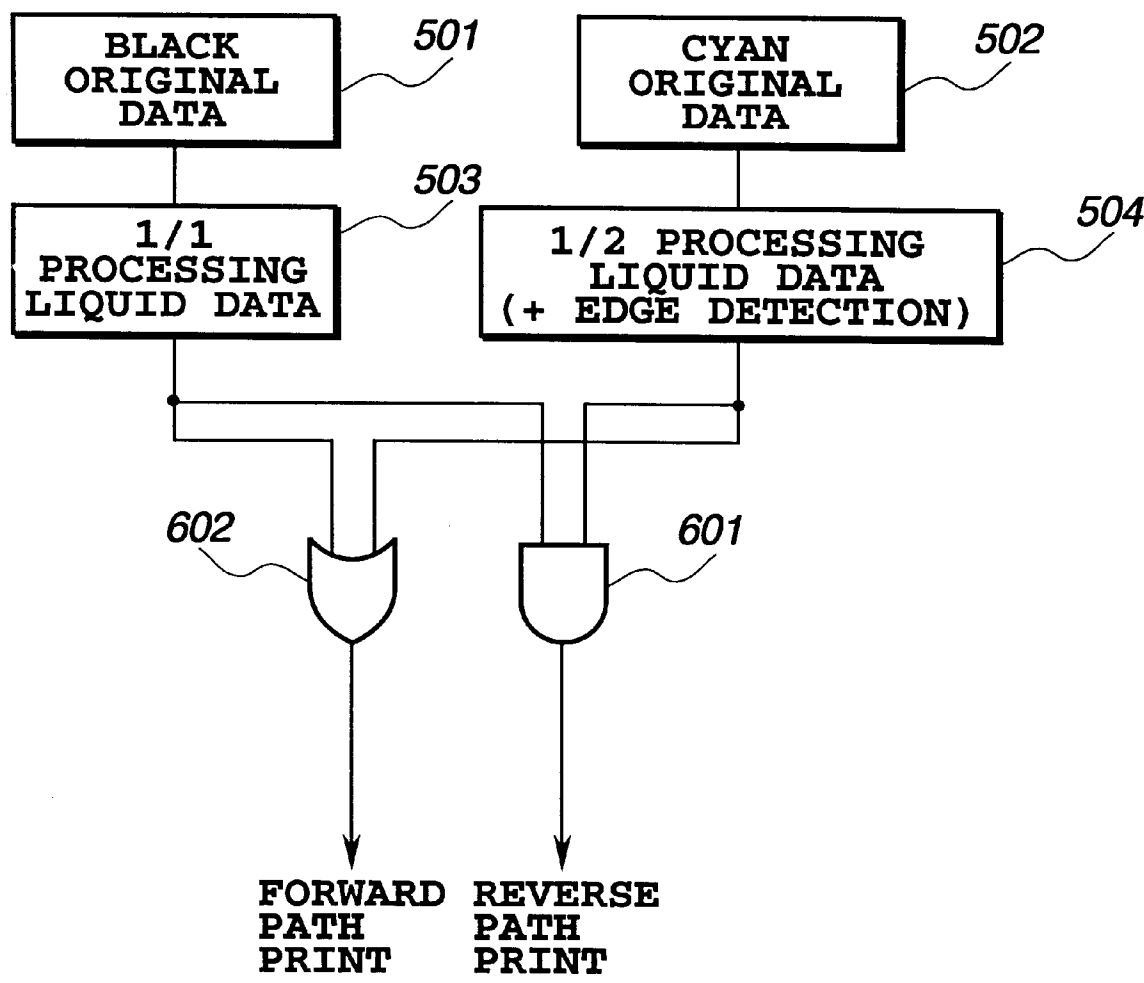 BLACK
ORIGINAL
DATA
501
CYAN
ORIGINAL
DATA
502
1/1
PROCESSING
LIQUID DATA
503
1/2 PROCESSING
LIQUID DATA
(+ EDGE DETECTION)
504
602
601
FORWARD
PATH
PRINT
REVERSE
PATH
PRINT